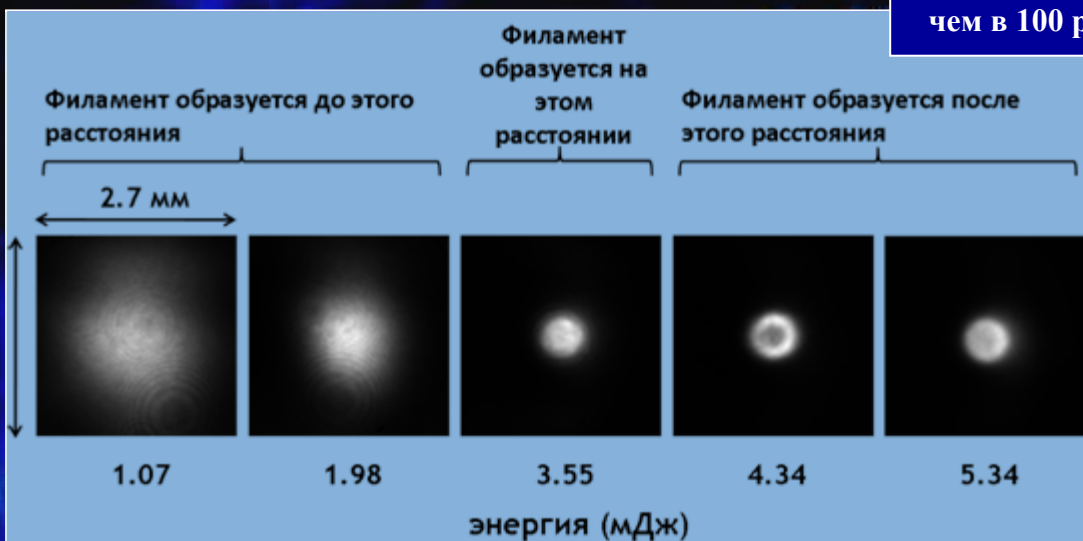 чем в 100 р
Филамент
образуется на
этом
расстоянии
Филамент образуется до этого
расстояния
Филамент образуется после
этого расстояния
2.7 мм
1.07
1.98
3.55
4.34
5.34
энергия (мДж)